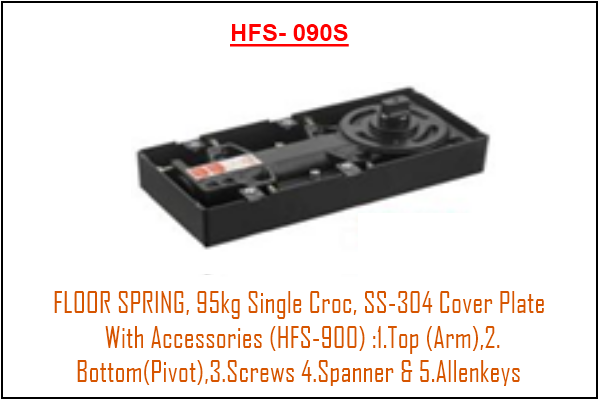 HFS- 090S
FLOOR SPRING, 95kg Single Croc, SS-304 Cover Plate
With Accessories (HFS-900) :1.Top (Arm),2.
Bottom(Pivot),3.Screws 4.Spanner & 5.Allenkeys